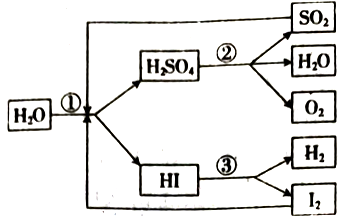 SO₂
H₂SO₄ ② H₂O
H₂O ①
O₂
HI ③ H₂
I₂